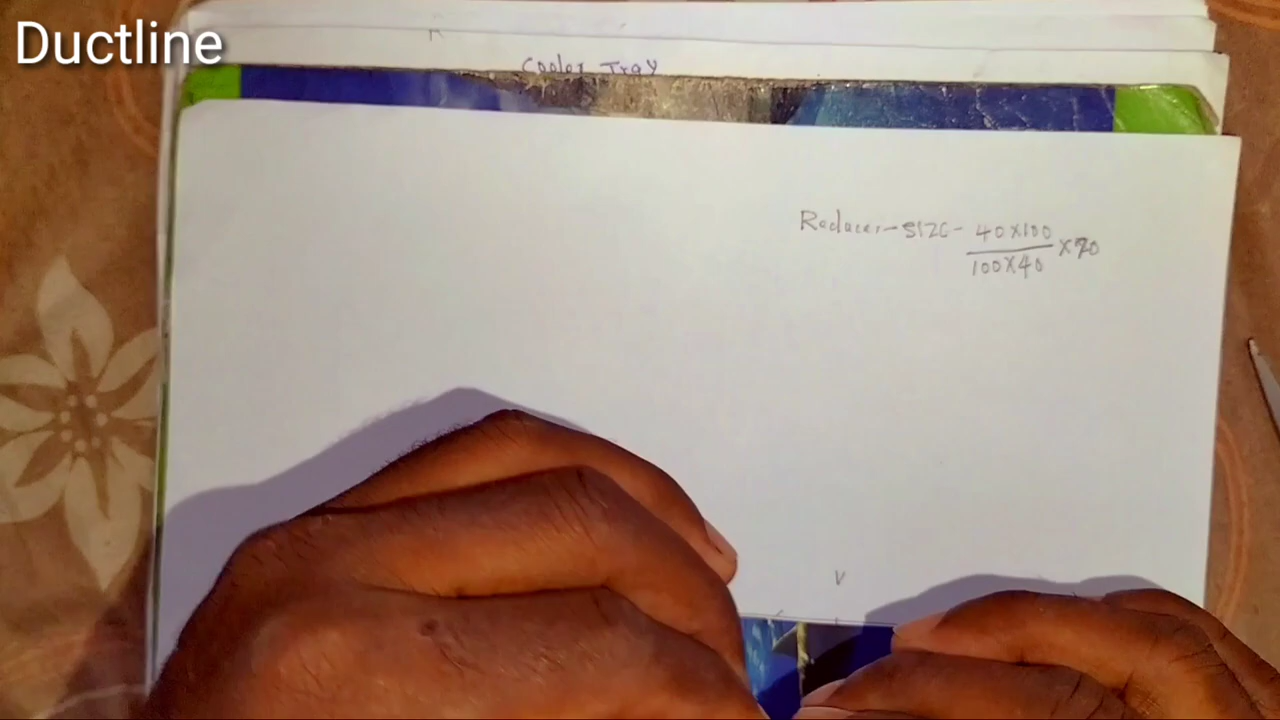 Ductline
Cooler Tray
Reducer - SIZE - 40x100
100x40 x70
V